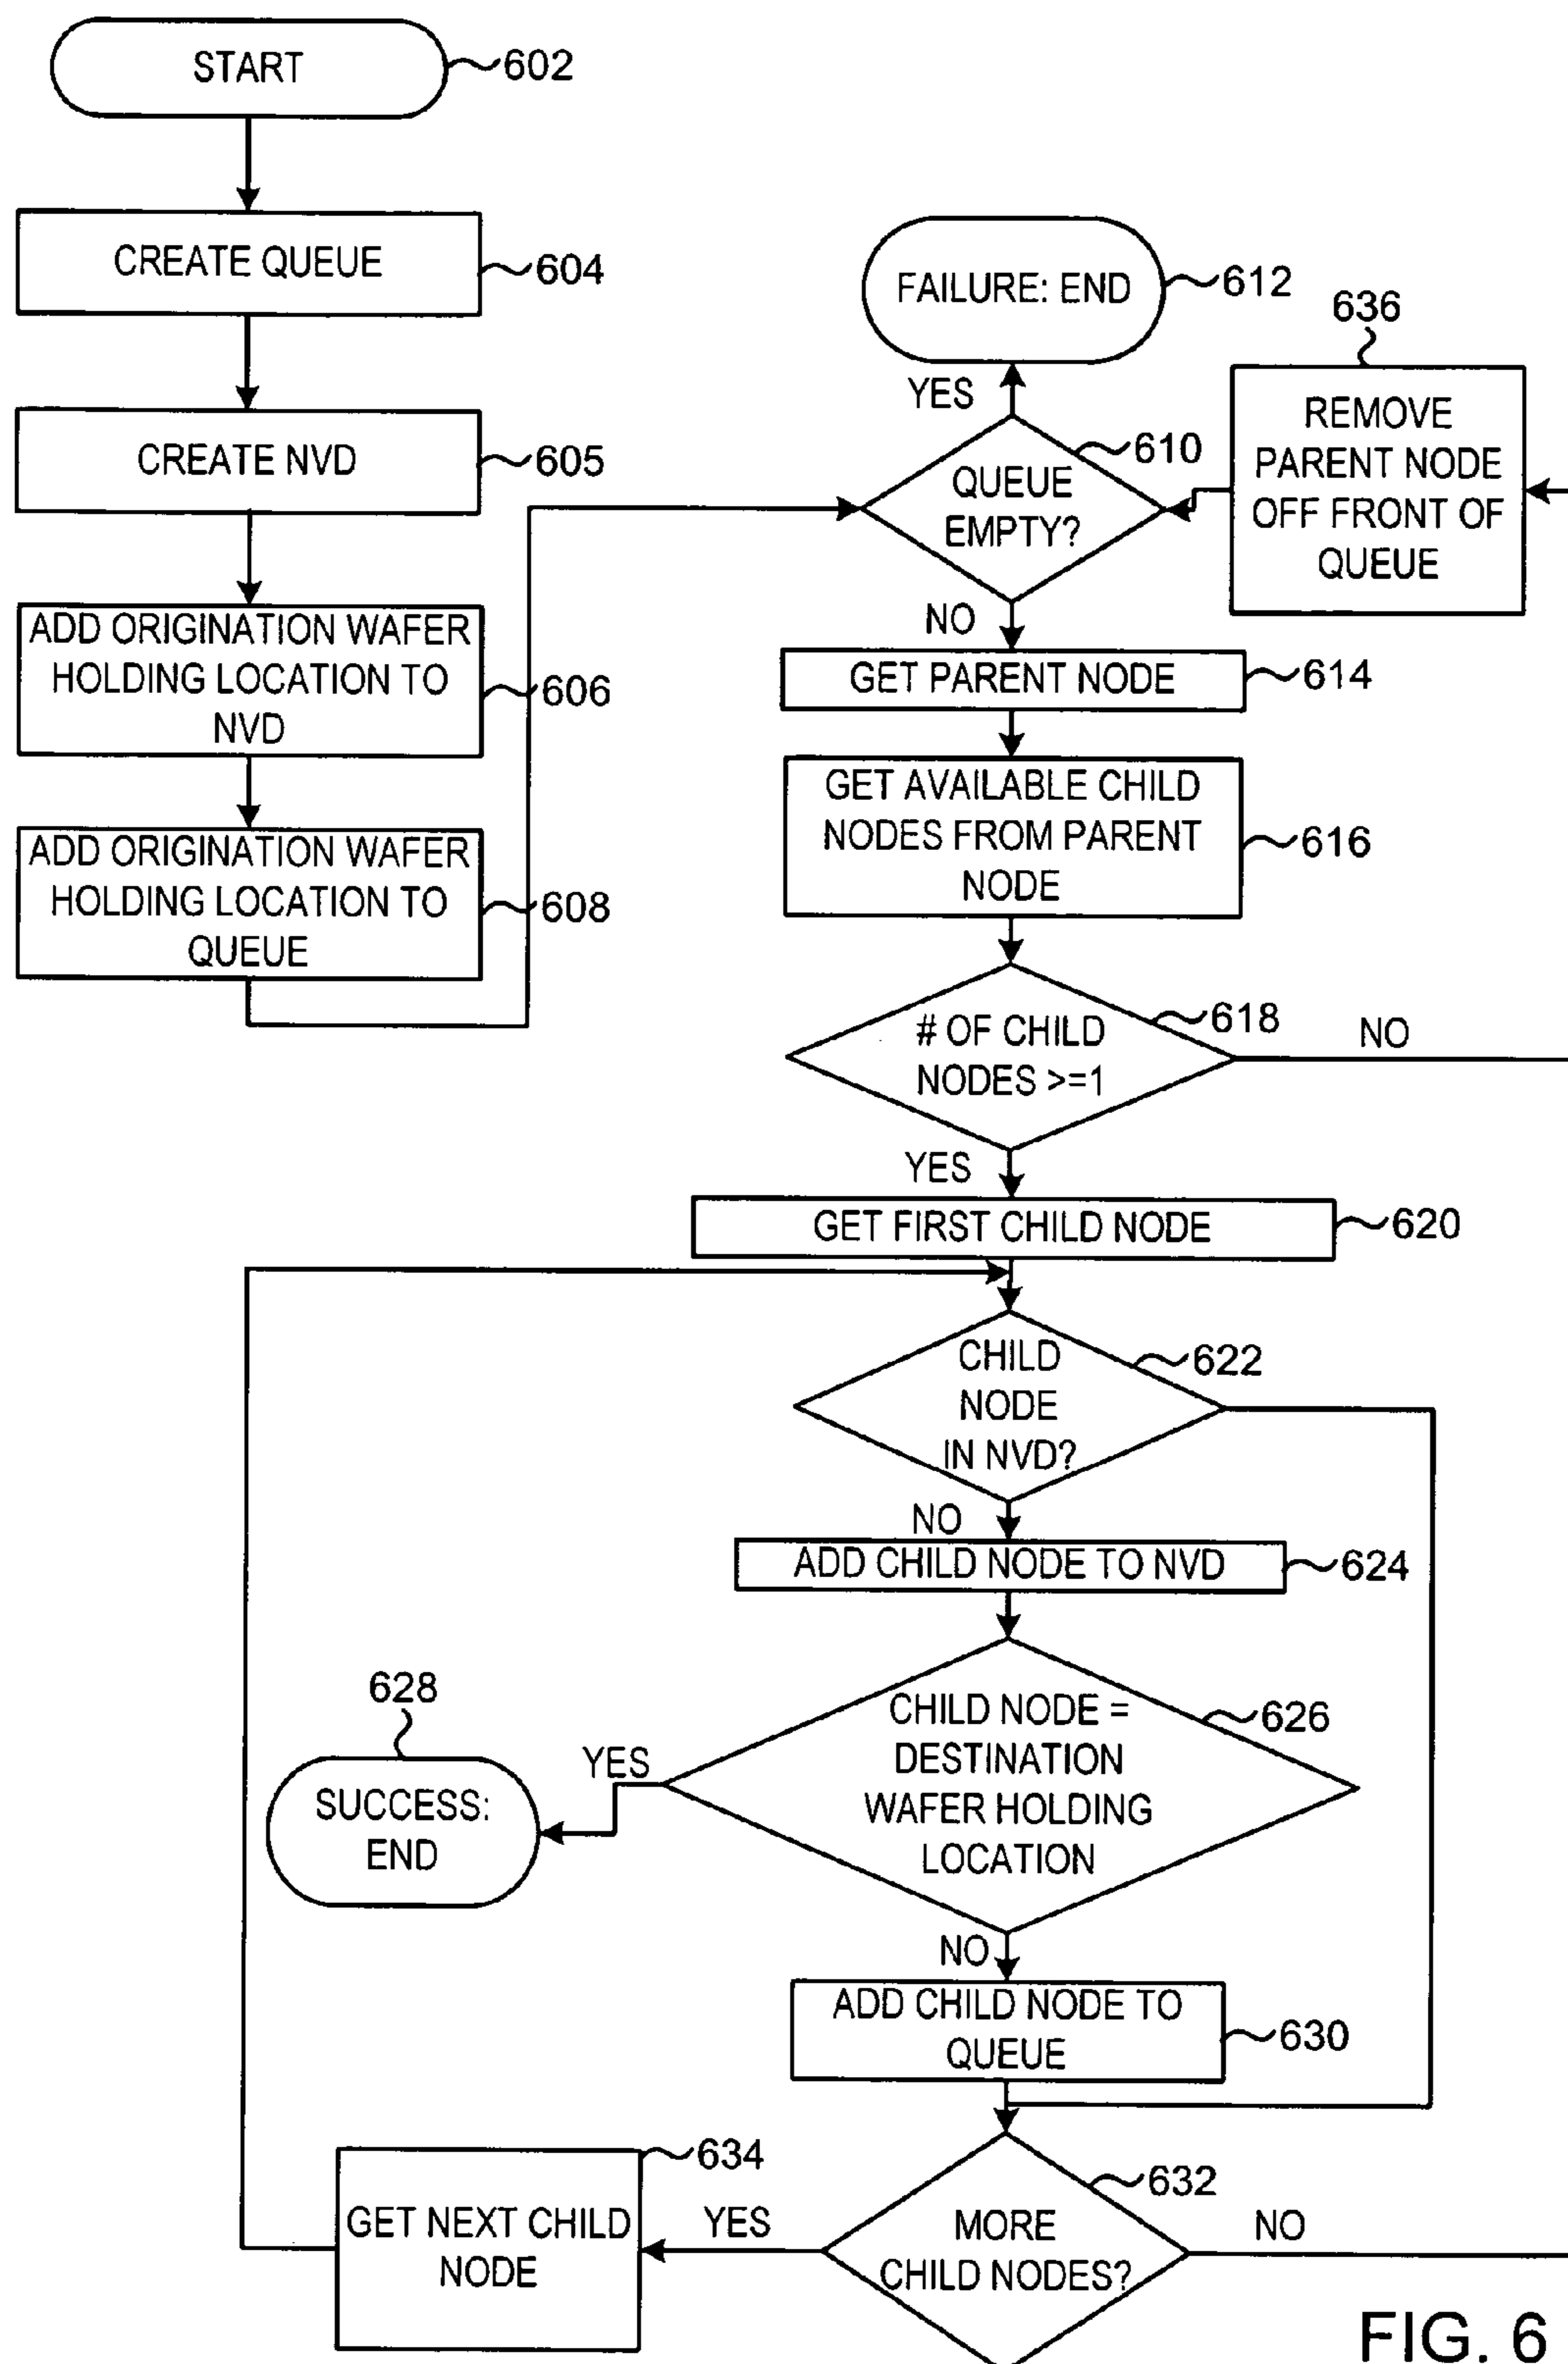 START
602
CREATE QUEUE
604
CREATE NVD
605
ADD ORIGINATION WAFER
HOLDING LOCATION TO
NVD
606
ADD ORIGINATION WAFER
HOLDING LOCATION TO
QUEUE
608
FAILURE: END
612
636
REMOVE
PARENT NODE
OFF FRONT OF
QUEUE
YES
610
QUEUE
EMPTY?
NO
GET PARENT NODE
614
GET AVAILABLE CHILD
NODES FROM PARENT
NODE
616
# OF CHILD
NODES >=1
618
NO
YES
GET FIRST CHILD NODE
620
CHILD
NODE
IN NVD?
622
NO
ADD CHILD NODE TO NVD
624
628
SUCCESS:
END
YES
CHILD NODE =
DESTINATION
WAFER HOLDING
LOCATION
626
NO
ADD CHILD NODE TO
QUEUE
630
634
GET NEXT CHILD
NODE
YES
MORE
CHILD NODES?
632
NO
FIG. 6